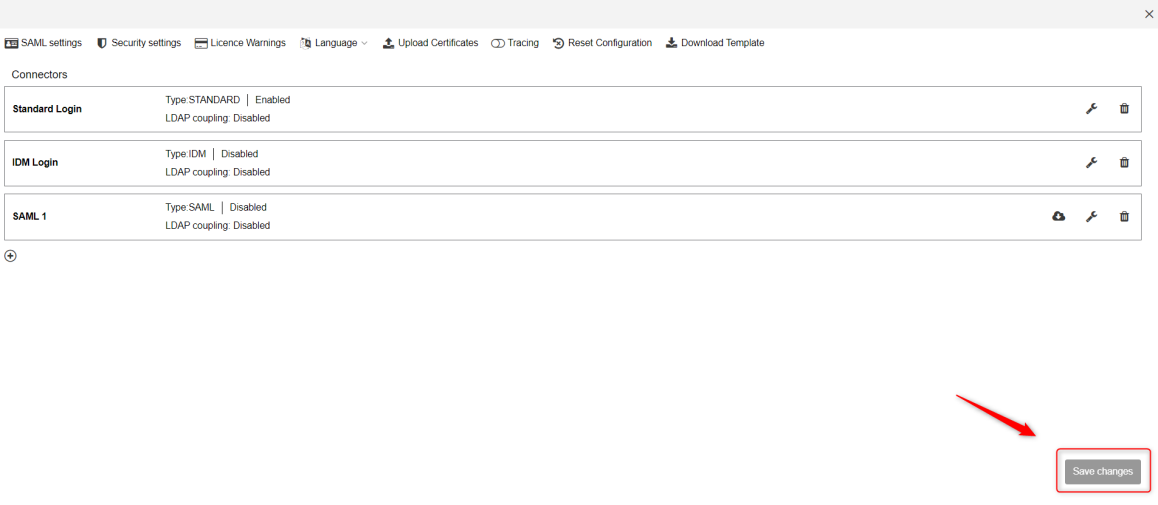 SAML settings Security settings Licence Warnings Language Upload Certificates Tracing Reset Configuration Download Template
Connectors
Standard Login
Type:STANDARD | Enabled
LDAP coupling: Disabled
IDM Login
Type:IDM | Disabled
LDAP coupling: Disabled
SAML 1
Type:SAML | Disabled
LDAP coupling: Disabled
Save changes